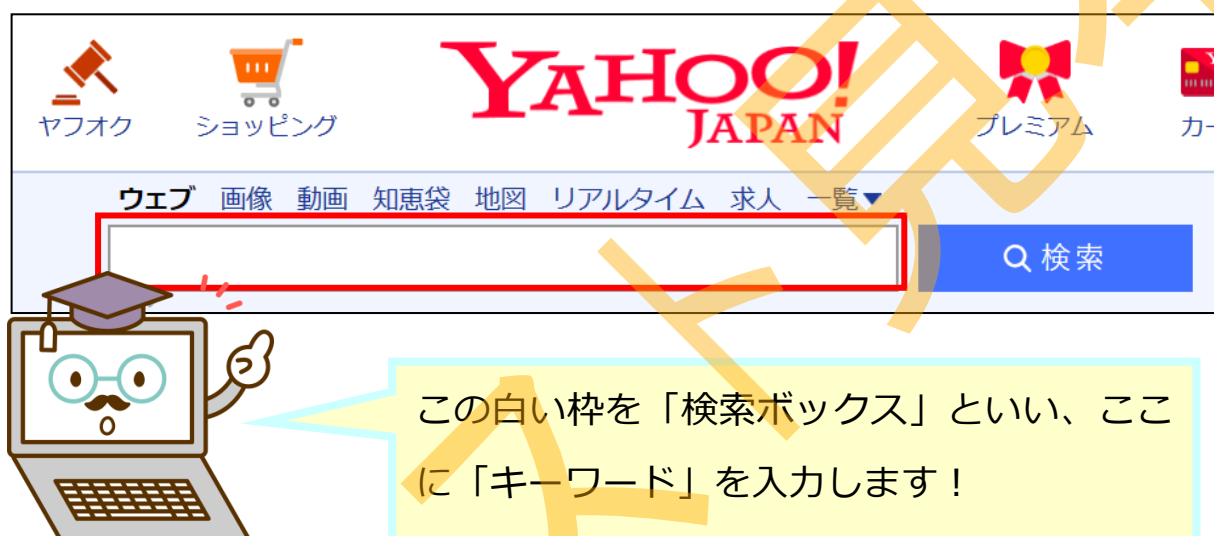 ヤフオク
ショッピング
YAHOO!
JAPAN
プレミアム
カー
ウェブ 画像 動画 知恵袋 地図 リアルタイム 求人 一覧▼
検索
この白い枠を「検索ボックス」といい、ここ
に「キーワード」を入力します！